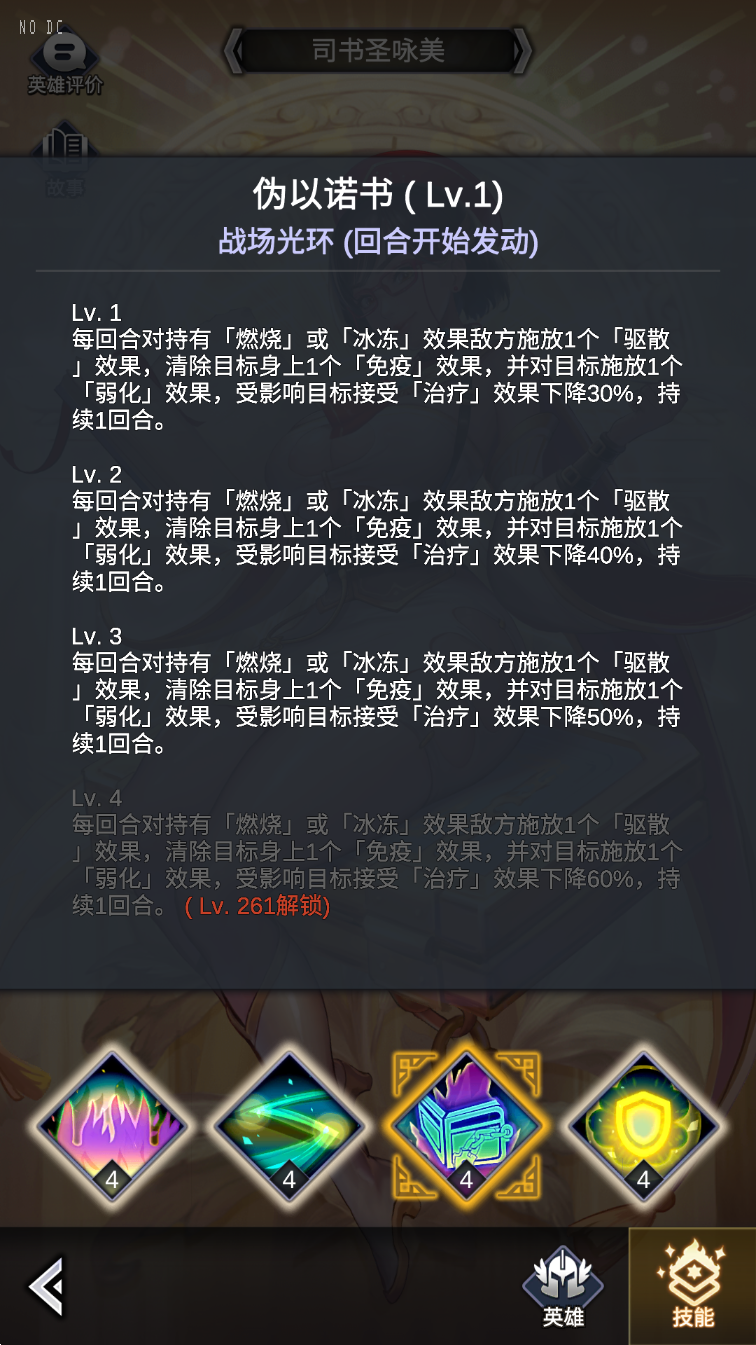 NO DC
司书圣咏美
英雄评价
故事
伪以诺书 ( Lv.1)
战场光环 (回合开始发动)
Lv. 1
每回合对持有「燃烧」或「冰冻」效果敌方施放1个「驱散
」效果，清除目标身上1个「免疫」效果，并对目标施放1个
「弱化」效果，受影响目标接受「治疗」效果下降30%，持
续1回合。
Lv. 2
每回合对持有「燃烧」或「冰冻」效果敌方施放1个「驱散
」效果，清除目标身上1个「免疫」效果，并对目标施放1个
「弱化」效果，受影响目标接受「治疗」效果下降40%，持
续1回合。
Lv. 3
每回合对持有「燃烧」或「冰冻」效果敌方施放1个「驱散
」效果，清除目标身上1个「免疫」效果，并对目标施放1个
「弱化」效果，受影响目标接受「治疗」效果下降50%，持
续1回合。
Lv. 4
每回合对持有「燃烧」或「冰冻」效果敌方施放1个「驱散
」效果，清除目标身上1个「免疫」效果，并对目标施放1个
「弱化」效果，受影响目标接受「治疗」效果下降60%，持
续1回合。 ( Lv. 261解锁)
4
4
4
4
英雄
技能